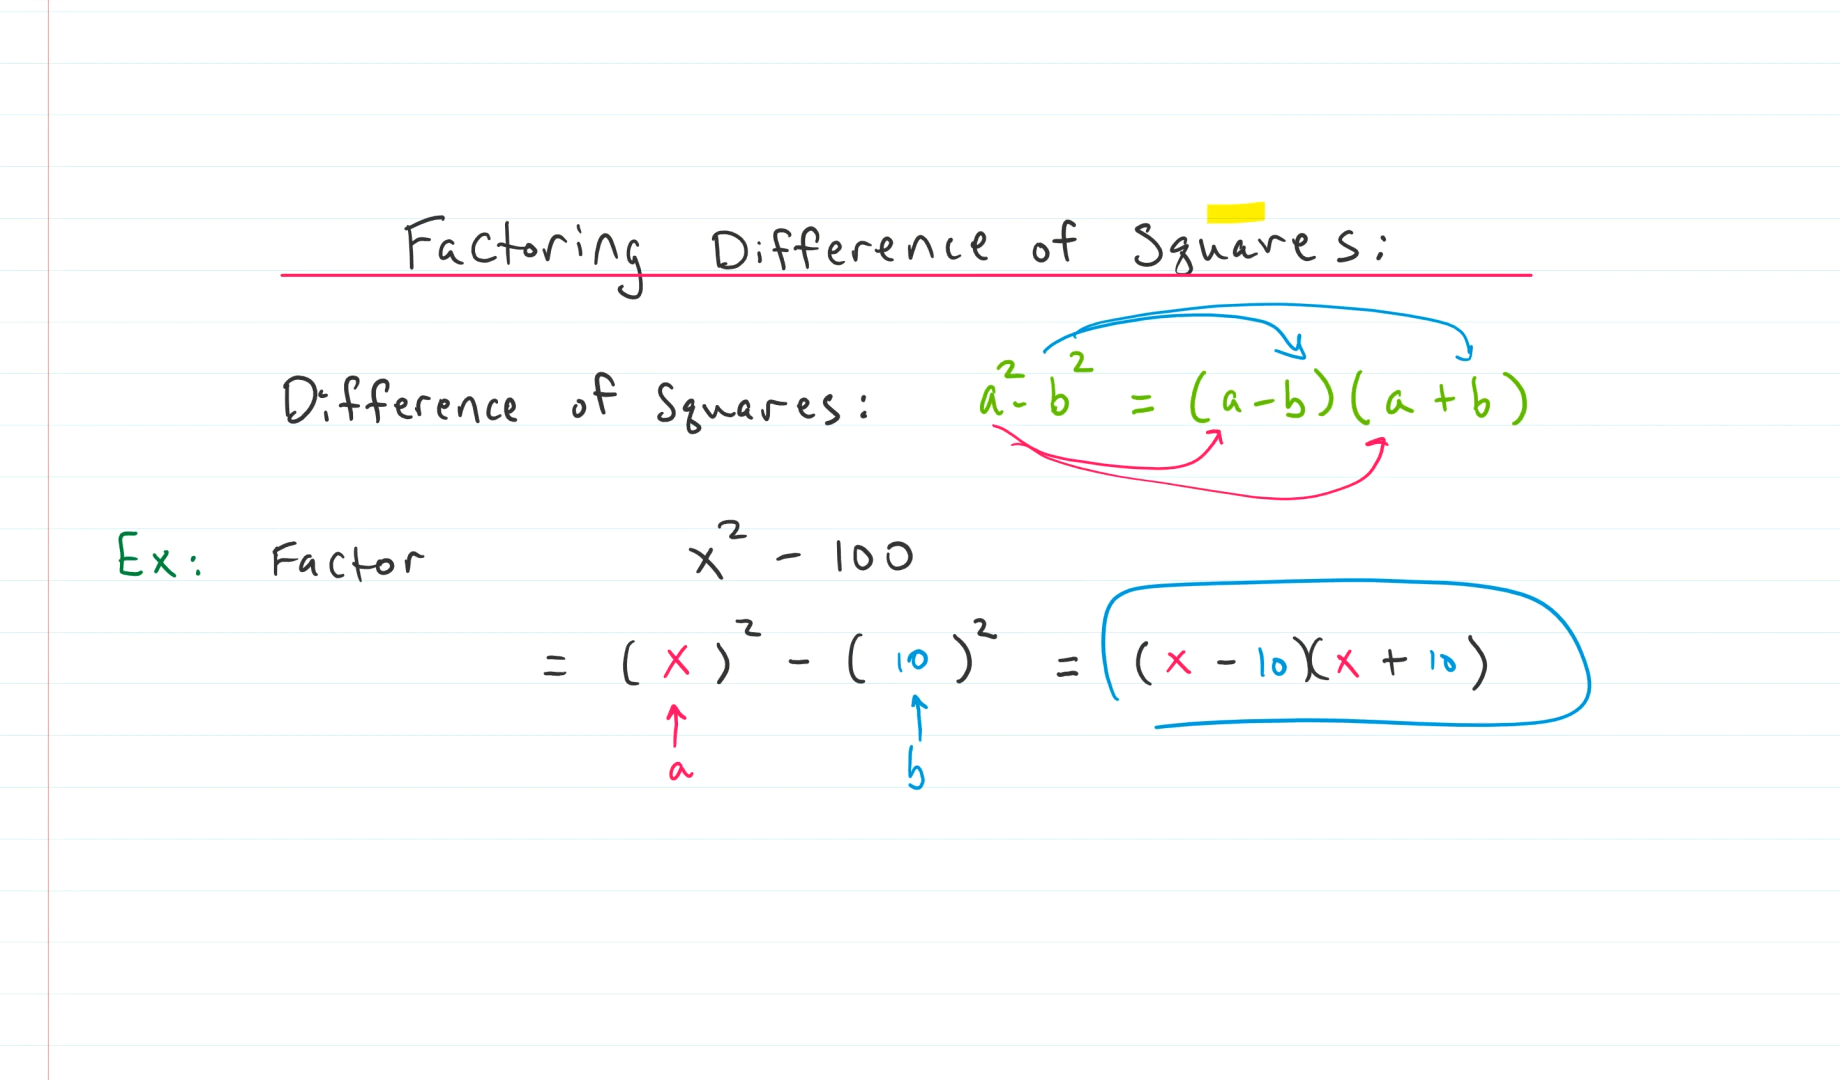 Factoring Difference of Squares:
Difference of Squares: a² - b² = (a - b)(a + b)
Ex: Factor x² - 100
= (x)² - (10)² = (x - 10)(x + 10)
a b